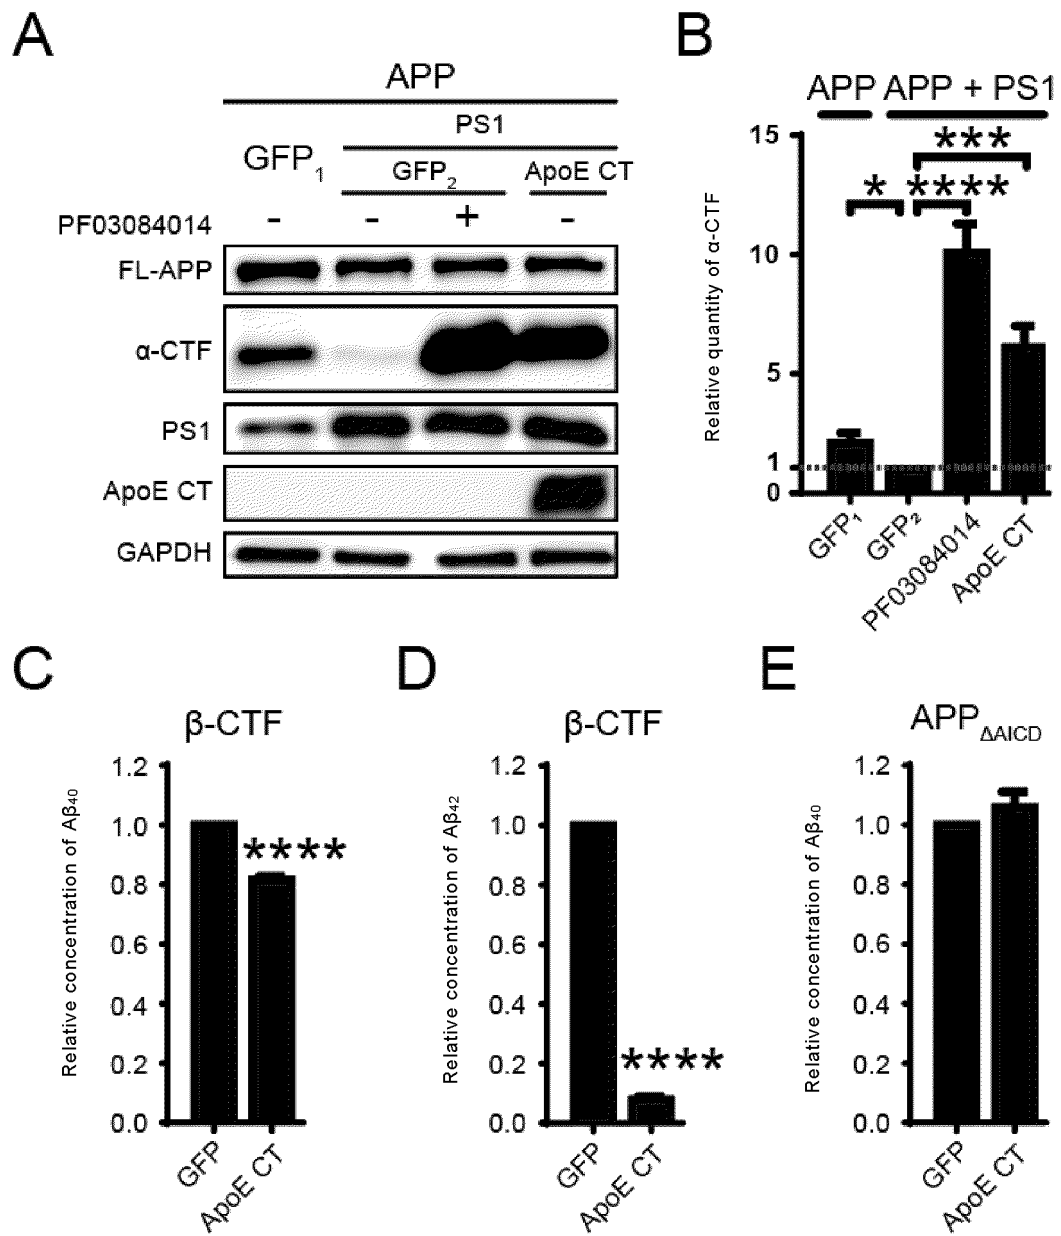 A
APP
PS1
GFP₁
GFP₂
ApoE CT
PF03084014
- - + -
FL-APP
α-CTF
PS1
ApoE CT
GAPDH
B
APP APP + PS1
***
* ****
Relative quantity of α-CTF
15
10
5
1
0
GFP₁
GFP₂
PF03084014
ApoE CT
C
β-CTF
Relative concentration of Aβ₄₀
1.2
1.0
0.8
0.6
0.4
0.2
0.0
****
GFP
ApoE CT
D
β-CTF
Relative concentration of Aβ₄₂
1.2
1.0
0.8
0.6
0.4
0.2
0.0
****
GFP
ApoE CT
E
APP ΔAICD
Relative concentration of Aβ₄₀
1.2
1.0
0.8
0.6
0.4
0.2
0.0
GFP
ApoE CT